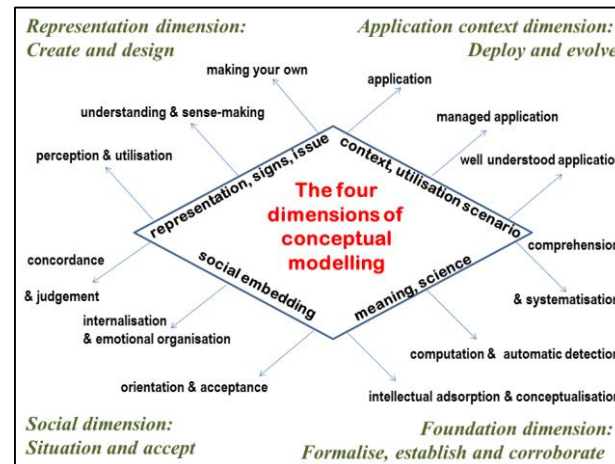 Representation dimension:
Create and design
Application context dimension:
Deploy and evolve
making your own
application
understanding & sense-making
managed application
perception & utilisation
well understood application
representation, signs, issue
context, utilisation scenario
The four
dimensions of
conceptual
modelling
concordance
& judgement
social embedding
meaning, science
comprehension
& systematisation
internalisation
& emotional organisation
computation & automatic detection
orientation & acceptance
intellectual adsorption & conceptualisation
Social dimension:
Situation and accept
Foundation dimension:
Formalise, establish and corroborate